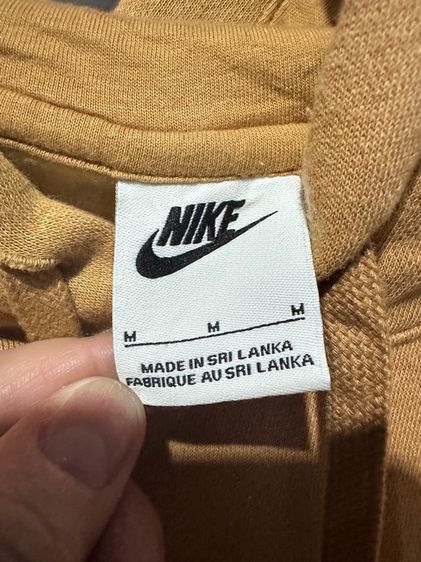 NIKE
M M M
MADE IN SRI LANKA
FABRIQUE AU SRI LANKA